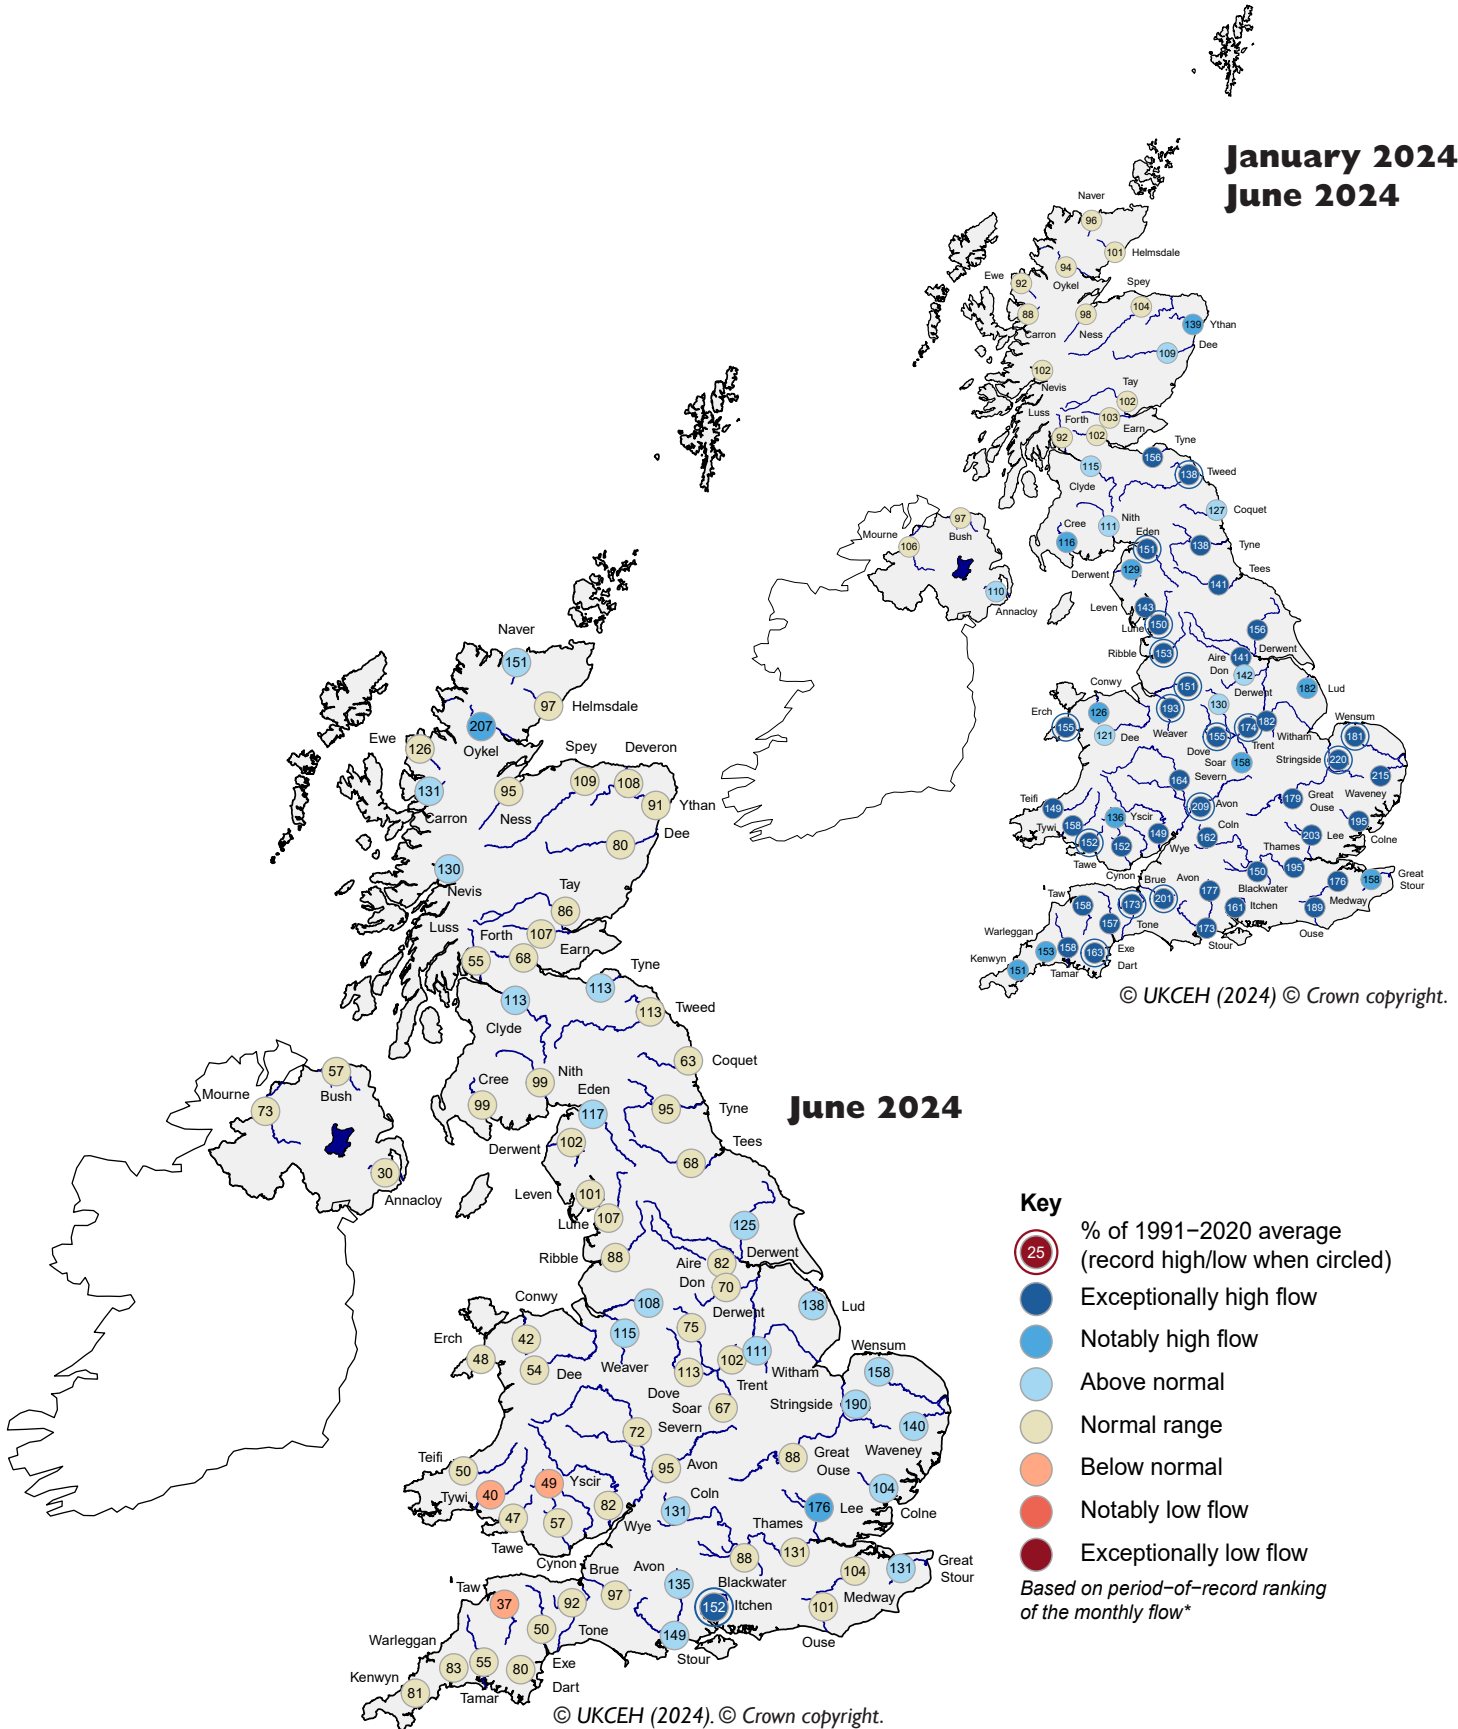 January 2024
June 2024
Naver
96
101 Helmsdale
94
Oykel
Ewe
92
Spey
104
88
Carron
98
Ness
139 Ythan
Dee
109
102
Nevis
Tay
102
Luss
Forth
103
Earn
92
102
Tyne
156
115
Clyde
138 Tweed
127 Coquet
Nith
111
Cree
116
Eden
151
138 Tyne
Mourne
106
97
Bush
110
Annacloy
Derwent
129
Tees
141
Leven
143
Lune
150
156
Derwent
Ribble
153
Aire
141
Don
142
Derwent
151
182 Lud
Conwy
126
193
Weaver
130
Erch
155
121 Dee
155
Dove
174
Trent
182
Witham
Wensum
181
Soar
158
Stringside
220
215
Waveney
164
Severn
179
Great
Ouse
Teifi
149
209 Avon
195
Colne
Tywi
158
136 Yscir
149
Wye
Coln
162
203 Lee
152
Tawe
152
Cynon
Thames
195
150
Blackwater
176
Medway
158
Great
Stour
Brue
201
Avon
177
Taw
158
173
Tone
161 Itchen
189
Ouse
157
173
Stour
Warleggan
153
158
Tamar
163
Exe
Dart
Kenwyn
151
© UKCEH (2024) © Crown copyright.
June 2024
Naver
151
97 Helmsdale
207
Oykel
Ewe
126
Spey
109
Deveron
108
131
Carron
95
Ness
91 Ythan
Dee
80
130
Nevis
Tay
86
Luss
Forth
107
Earn
55
68
Tyne
113
113
Clyde
113
Tweed
63 Coquet
Nith
99
Cree
99
Eden
117
95 Tyne
Mourne
73
57
Bush
30
Annacloy
Derwent
102
Tees
68
Leven
101
Lune
107
125
Derwent
Ribble
88
Aire
82
Don
70
Derwent
108
138 Lud
Conwy
42
115
Weaver
75
Erch
48
54 Dee
113
Dove
102
Trent
111
Witham
Wensum
158
Soar
67
Stringside
190
140
Waveney
72
Severn
88
Great
Ouse
Teifi
50
95 Avon
104
Colne
Tywi
40
49 Yscir
82
Wye
Coln
131
176 Lee
47
Tawe
57
Cynon
Thames
131
88
Blackwater
104
Medway
131
Great
Stour
Brue
97
Avon
135
Taw
37
92
Tone
152 Itchen
101
Ouse
50
149
Stour
Warleggan
83
55
Tamar
80
Exe
Dart
Kenwyn
81
© UKCEH (2024). © Crown copyright.
Key
25
% of 1991−2020 average
(record high/low when circled)
Exceptionally high flow
Notably high flow
Above normal
Normal range
Below normal
Notably low flow
Exceptionally low flow
Based on period−of−record ranking
of the monthly flow*